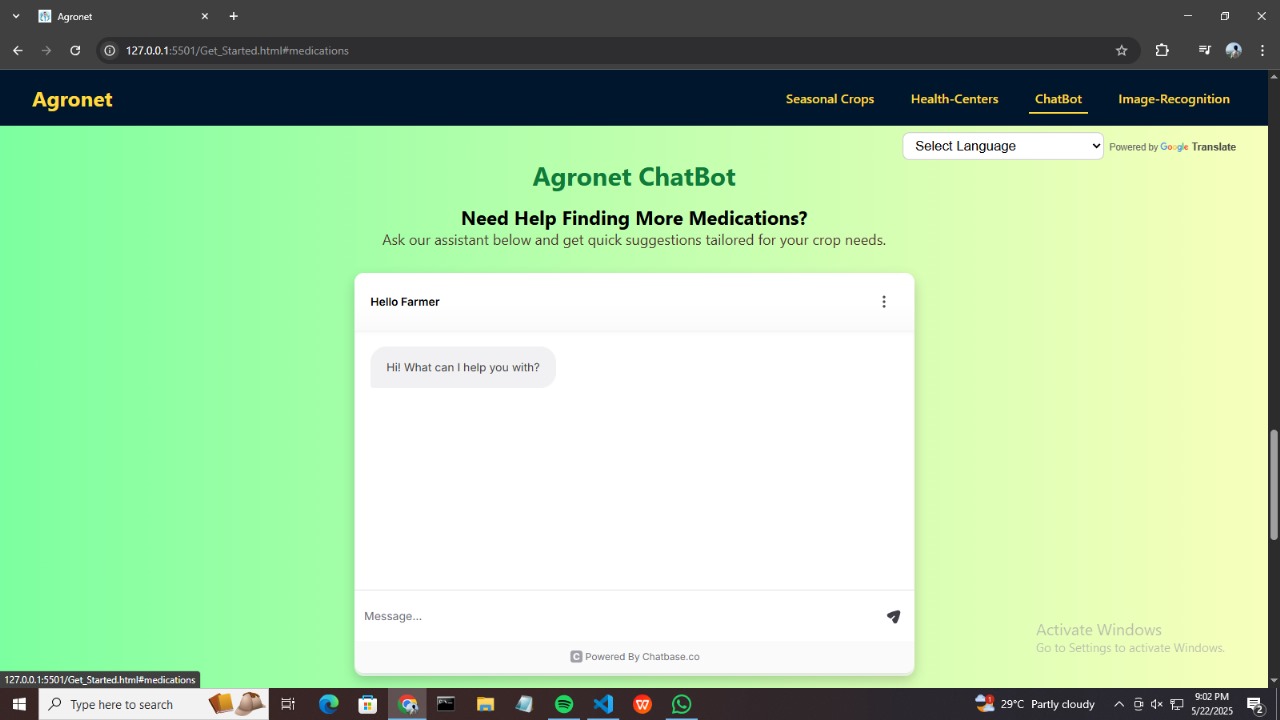 Agronet
127.0.0.1:5501/Get_Started.html#medications
Agronet
Seasonal Crops
Health-Centers
ChatBot
Image-Recognition
Select Language
Powered by Google Translate
Agronet ChatBot
Need Help Finding More Medications?
Ask our assistant below and get quick suggestions tailored for your crop needs.
Hello Farmer
Hi! What can I help you with?
Message...
C Powered By Chatbase.co
Activate Windows
Go to Settings to activate Windows.
127.0.0.1:5501/Get_Started.html#medications
Type here to search
1
29°C Partly cloudy
9:02 PM
5/22/2025
2